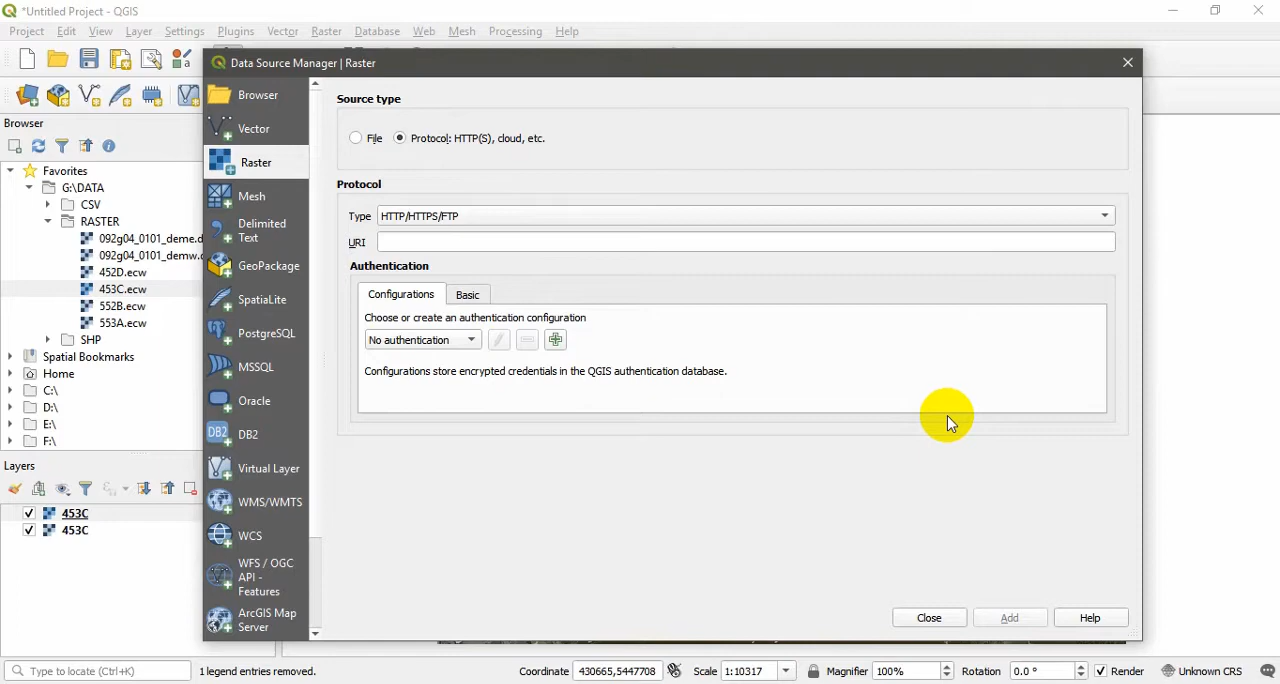 *Untitled Project - QGIS
Project Edit View Layer Settings Plugins Vector Raster Database Web Mesh Processing Help
Data Source Manager | Raster
Browser
Favorites
G:\DATA
CSV
RASTER
092g04_0101_deme.d
092g04_0101_demw.
452D.ecw
453C.ecw
552B.ecw
553A.ecw
SHP
Spatial Bookmarks
Home
C:\
D:\
E:\
F:\
Layers
453C
453C
Browser
Vector
Raster
Mesh
Delimited
Text
GeoPackage
SpatiaLite
PostgreSQL
MSSQL
Oracle
DB2
DB2
Virtual Layer
WMS/WMTS
WCS
WFS / OGC
API -
Features
ArcGIS Map
Server
Source type
File Protocol: HTTP(S), cloud, etc.
Protocol
Type HTTP/HTTPS/FTP
URI
Authentication
Configurations Basic
Choose or create an authentication configuration
No authentication
Configurations store encrypted credentials in the QGIS authentication database.
Close Add Help
Type to locate (Ctrl+K) 1 legend entries removed. Coordinate 430665,5447708 Scale 1:10317 Magnifier 100% Rotation 0.0 ° Render Unknown CRS